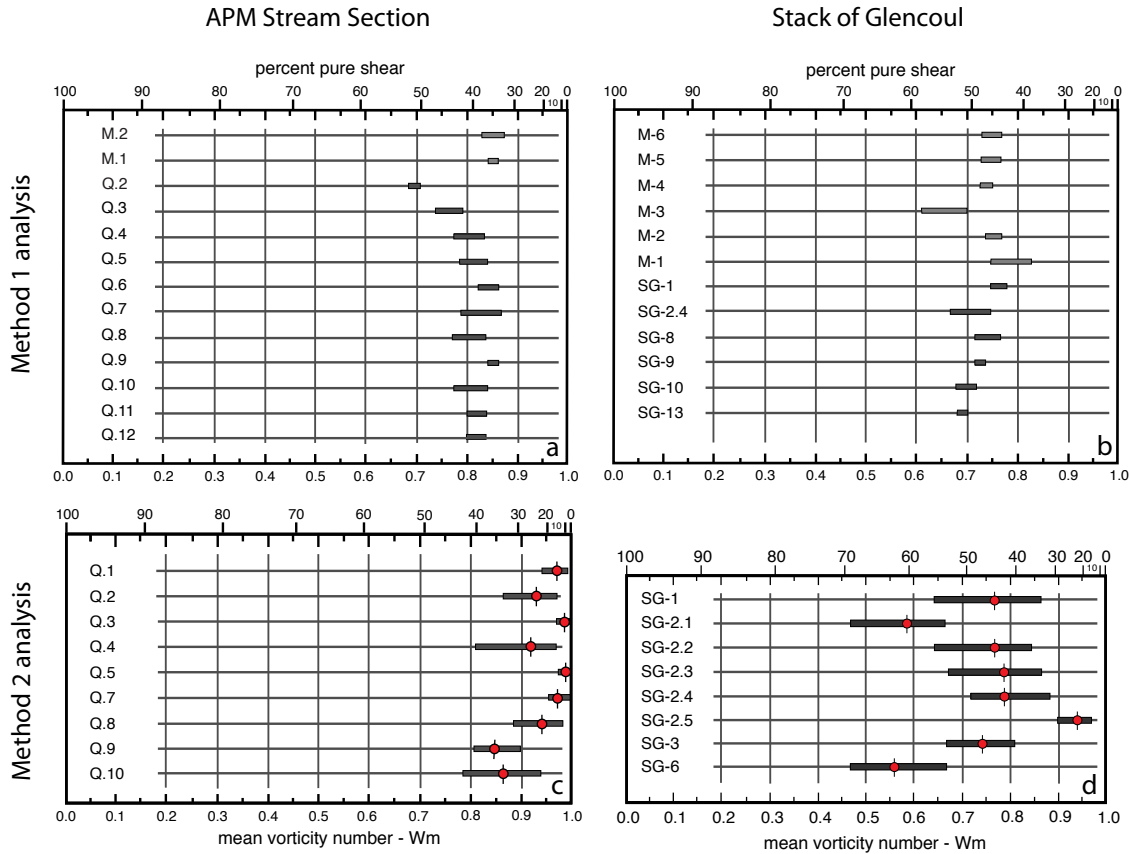 APM Stream Section
Stack of Glencoul
Method 1 analysis
percent pure shear
100 90 80 70 60 50 40 30 20 10 0
M.2
M.1
Q.2
Q.3
Q.4
Q.5
Q.6
Q.7
Q.8
Q.9
Q.10
Q.11
Q.12
a
0.0 0.1 0.2 0.3 0.4 0.5 0.6 0.7 0.8 0.9 1.0
percent pure shear
100 90 80 70 60 50 40 30 20 10 0
M-6
M-5
M-4
M-3
M-2
M-1
SG-1
SG-2.4
SG-8
SG-9
SG-10
SG-13
b
0.0 0.1 0.2 0.3 0.4 0.5 0.6 0.7 0.8 0.9 1.0
Method 2 analysis
100 90 80 70 60 50 40 30 20 10 0
Q.1
Q.2
Q.3
Q.4
Q.5
Q.7
Q.8
Q.9
Q.10
c
0.0 0.1 0.2 0.3 0.4 0.5 0.6 0.7 0.8 0.9 1.0
mean vorticity number - Wm
100 90 80 70 60 50 40 30 20 10 0
SG-1
SG-2.1
SG-2.2
SG-2.3
SG-2.4
SG-2.5
SG-3
SG-6
d
0.0 0.1 0.2 0.3 0.4 0.5 0.6 0.7 0.8 0.9 1.0
mean vorticity number - Wm